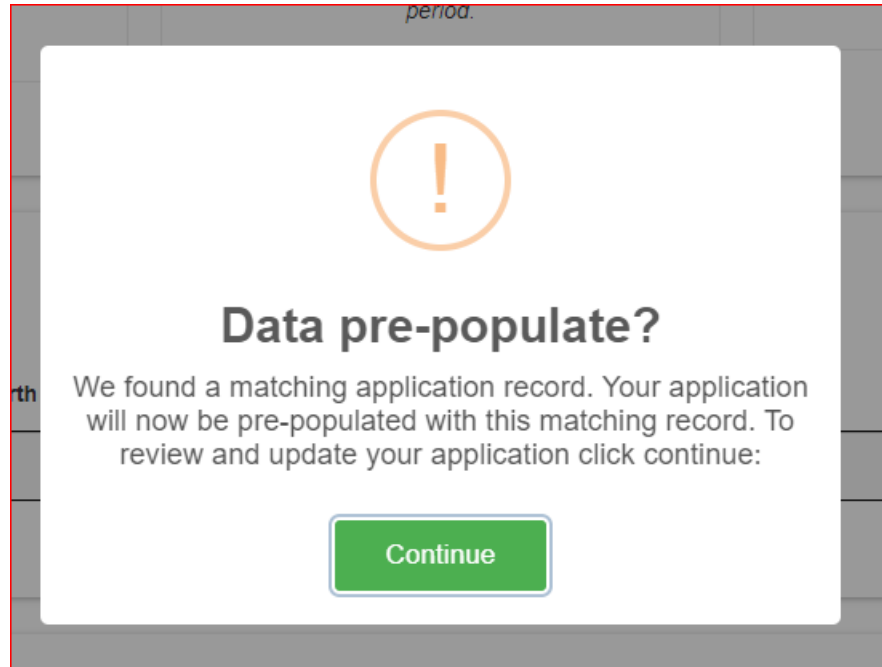 period.
!
Data pre-populate?
We found a matching application record. Your application
will now be pre-populated with this matching record. To
rth
review and update your application click continue:
Continue